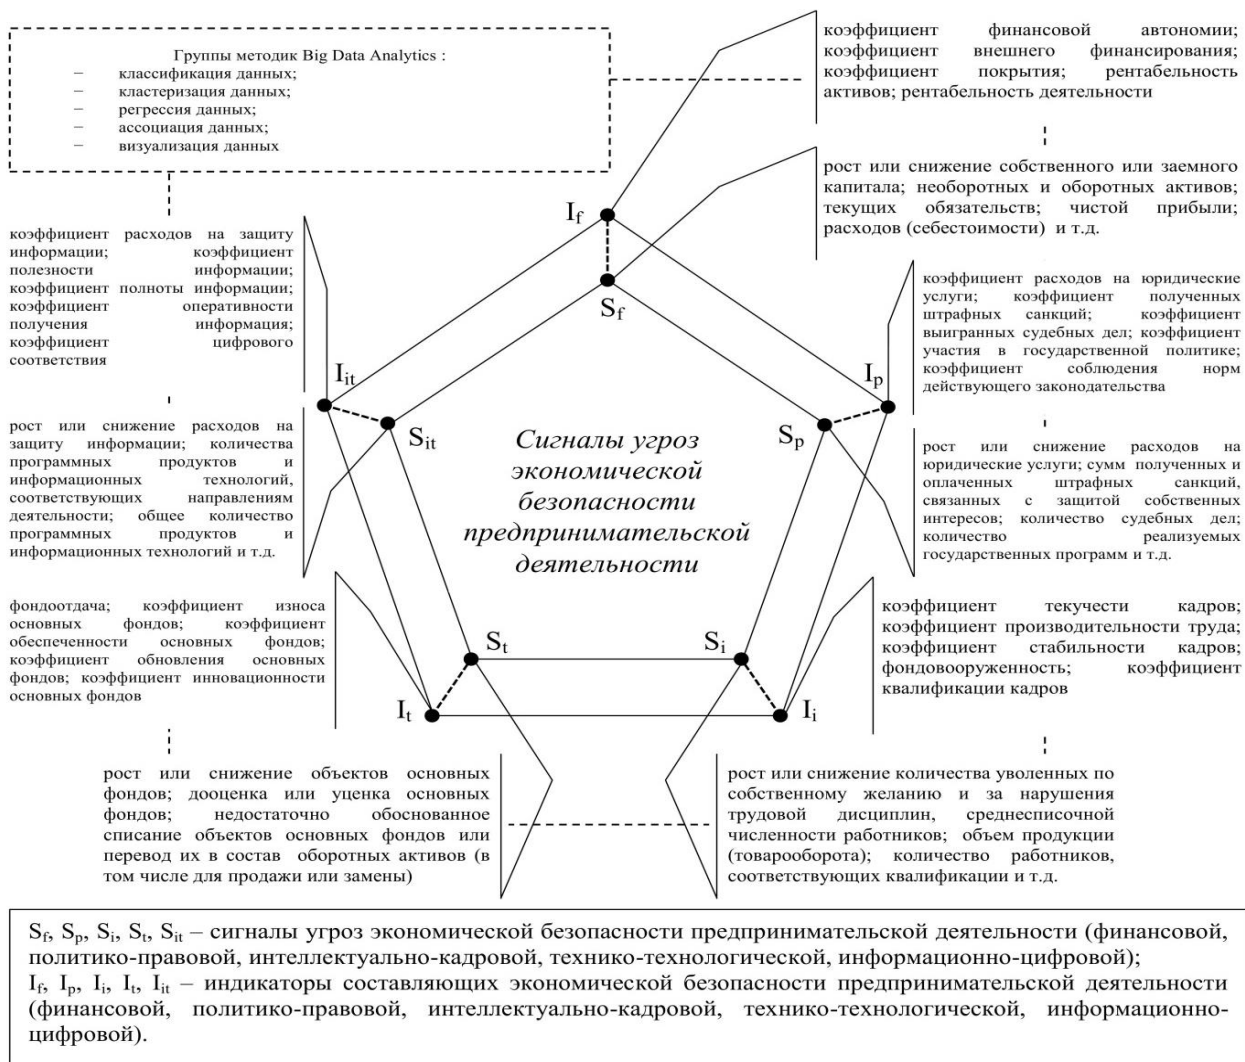 Группы методик Big Data Analytics :
– классификация данных;
– кластеризация данных;
– регрессия данных;
– ассоциация данных;
– визуализация данных
коэффициент финансовой автономии;
коэффициент внешнего финансирования;
коэффициент покрытия; рентабельность
активов; рентабельность деятельности
рост или снижение собственного или заемного
капитала; необоротных и оборотных активов;
текущих обязательств; чистой прибыли;
расходов (себестоимости) и т.д.
I_f
S_f
коэффициент расходов на защиту
информации; коэффициент
полезности информации;
коэффициент полноты информации;
коэффициент оперативности
получения информация;
коэффициент цифрового
соответствия
коэффициент расходов на юридические
услуги; коэффициент полученных
штрафных санкций; коэффициент
выигранных судебных дел; коэффициент
участия в государственной политике;
коэффициент соблюдения норм
действующего законодательства
I_it
I_p
S_it
S_p
рост или снижение расходов на
защиту информации; количества
программных продуктов и
информационных технологий,
соответствующих направлениям
деятельности; общее количество
программных продуктов и
информационных технологий и т.д.
Сигналы угроз
экономической
безопасности
предпринимательской
деятельности
рост или снижение расходов на
юридические услуги; сумм полученных и
оплаченных штрафных санкций,
связанных с защитой собственных
интересов; количество судебных дел;
количество реализуемых
государственных программ и т.д.
фондоотдача; коэффициент износа
основных фондов; коэффициент
обеспеченности основных фондов;
коэффициент обновления основных
фондов; коэффициент инновационности
основных фондов
S_t
S_i
I_t
I_i
коэффициент текучести кадров;
коэффициент производительности труда;
коэффициент стабильности кадров;
фондовооруженность; коэффициент
квалификации кадров
рост или снижение объектов основных
фондов; дооценка или уценка основных
фондов; недостаточно обоснованное
списание объектов основных фондов или
перевод их в состав оборотных активов (в
том числе для продажи или замены)
рост или снижение количества уволенных по
собственному желанию и за нарушения
трудовой дисциплин, среднесписочной
численности работников; объем продукции
(товарооборота); количество работников,
соответствующих квалификации и т.д.
S_f, S_p, S_i, S_t, S_it – сигналы угроз экономической безопасности предпринимательской деятельности (финансовой,
политико-правовой, интеллектуально-кадровой, технико-технологической, информационно-цифровой);
I_f, I_p, I_i, I_t, I_it – индикаторы составляющих экономической безопасности предпринимательской деятельности
(финансовой, политико-правовой, интеллектуально-кадровой, технико-технологической, информационно-
цифровой).